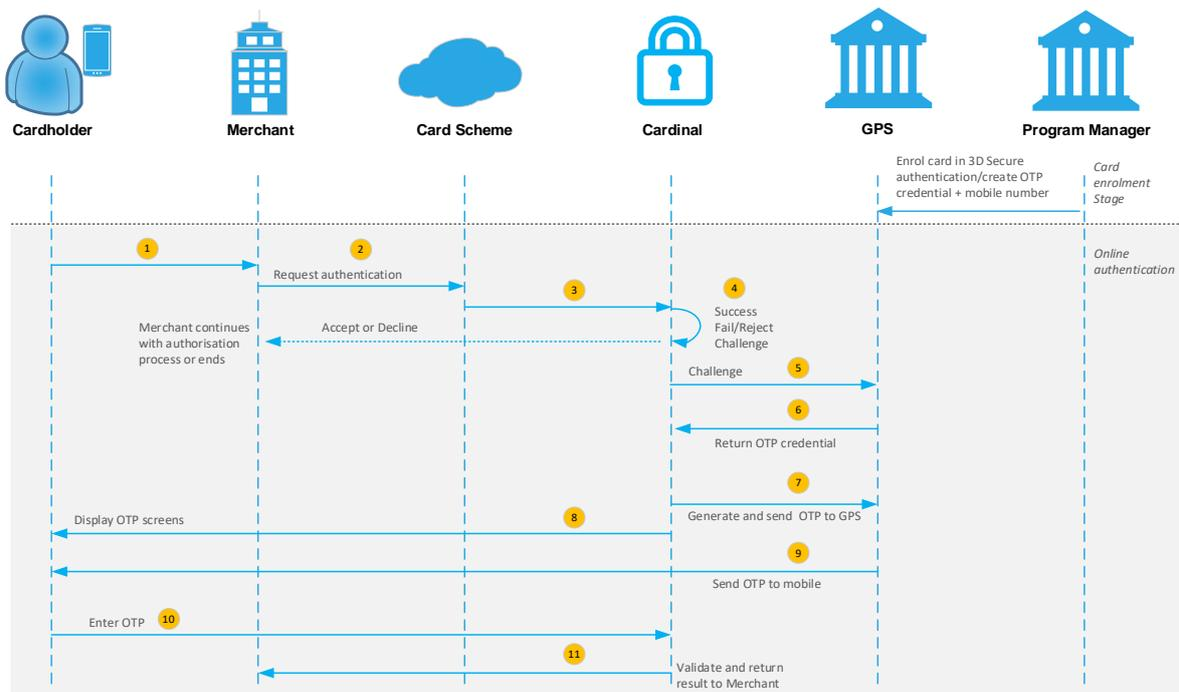 Cardholder
Merchant
Card Scheme
Cardinal
GPS
Program Manager
Enrol card in 3D Secure
authentication/create OTP
credential + mobile number
Card
enrolment
Stage
Online
authentication
1
2
Request authentication
3
4
Success
Fail/Reject
Challenge
Merchant continues
with authorisation
process or ends
Accept or Decline
Challenge
5
6
Return OTP credential
7
Generate and send OTP to GPS
Display OTP screens
8
9
Send OTP to mobile
Enter OTP
10
11
Validate and return
result to Merchant